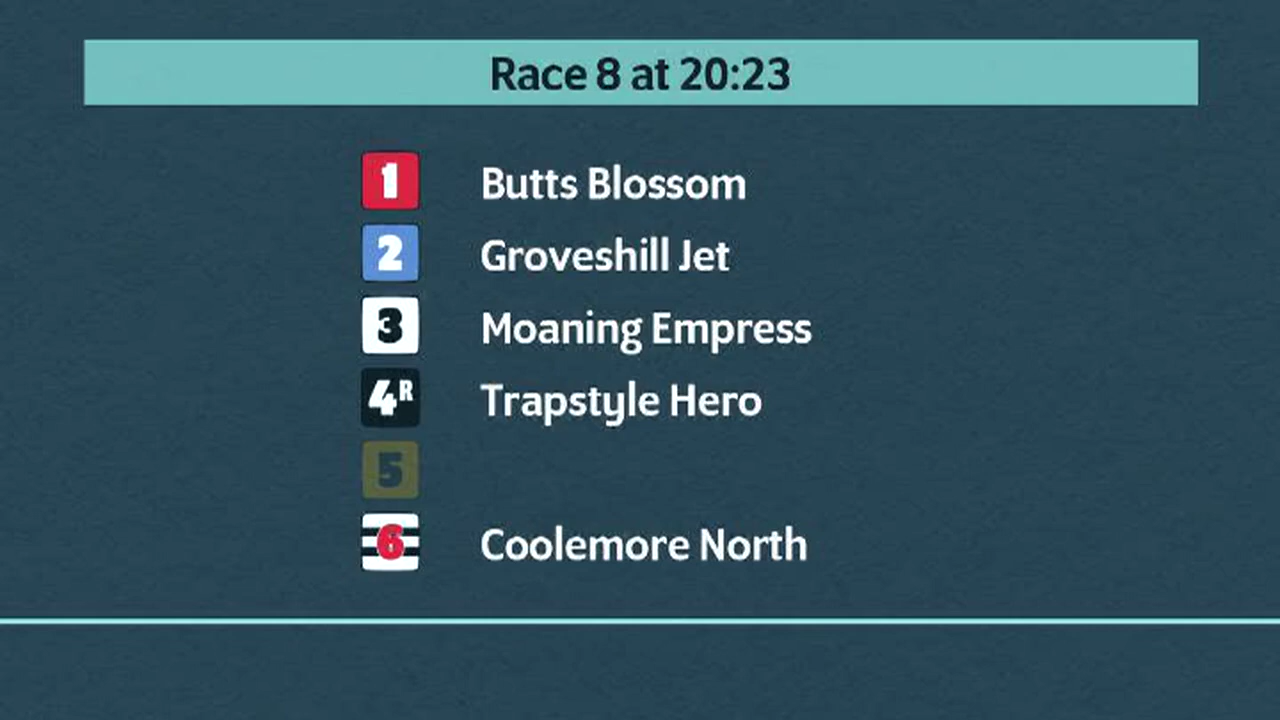 Race 8 at 20:23
1 Butts Blossom
2 Groveshill Jet
3 Moaning Empress
4R Trapstyle Hero
5
6 Coolemore North